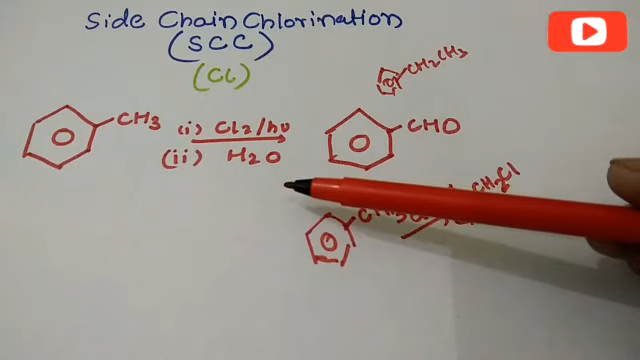 Side Chain Chlorination
(SCC)
(Cl)
CH2CH3
CH3
(i) Cl2/hν
(ii) H2O
CHO
CH2Cl